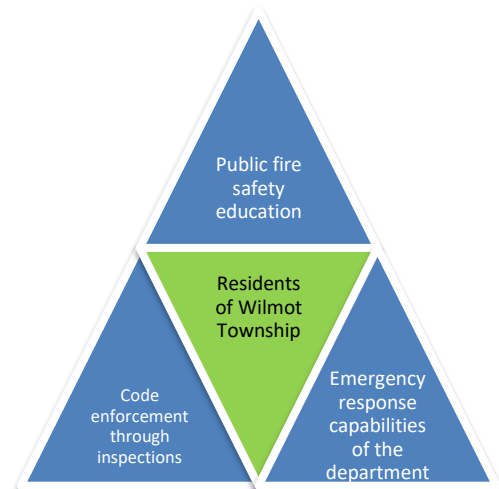 Public fire
safety
education
Residents
of Wilmot
Township
Code
enforcement
through
inspections
Emergency
response
capabilities
of the
department